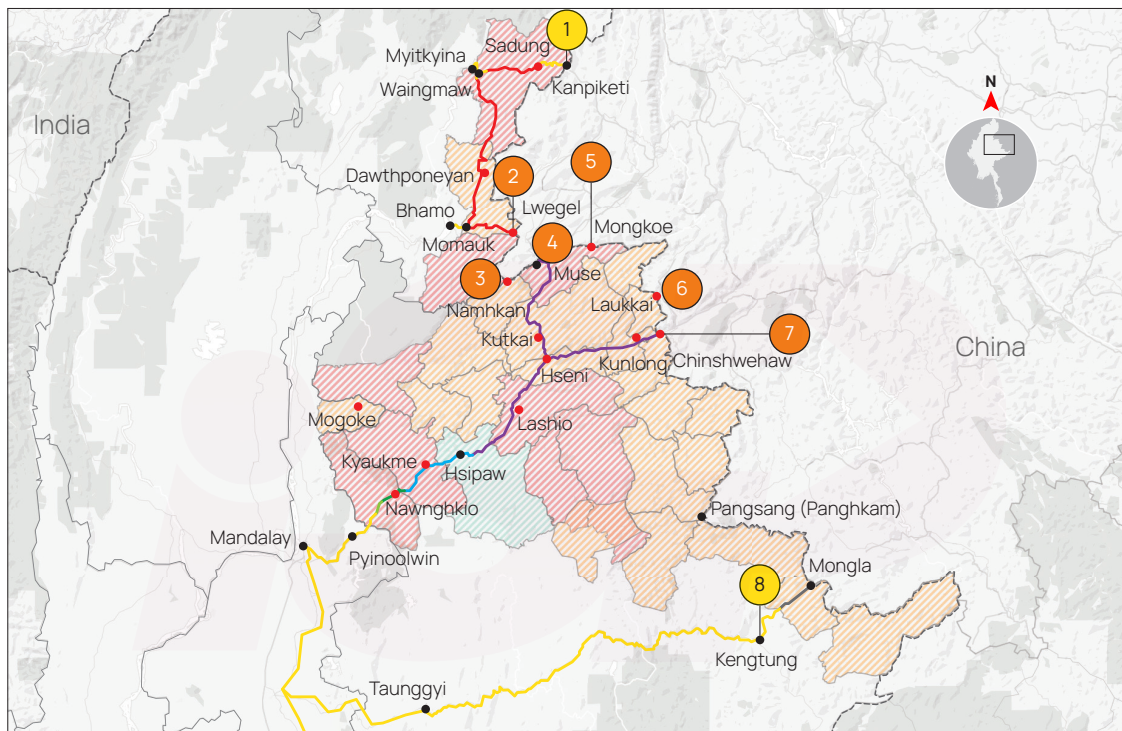 1
Sadung
Myitkyina
Kanpiketi
Waingmaw
N
India
5
Dawthponeyan
2
Bhamo
Lwegel
Mongkoe
Momauk
4
Muse
3
6
Namhkan
Laukkai
Kutkai
7
Kunlong
Chinshwehaw
China
Hseni
Mogoke
Lashio
Kyaukme
Hsipaw
Nawnghkio
Pangsang (Panghkam)
Mandalay
Pyinoolwin
Mongla
8
Kengtung
Taunggyi